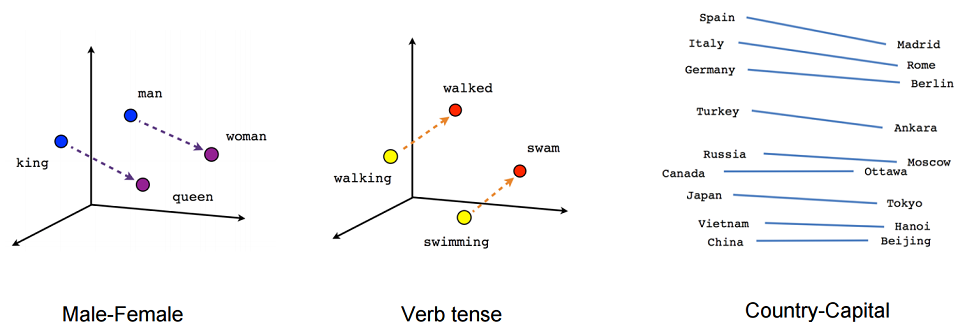 man
woman
king
queen
Male-Female
walked
swam
walking
swimming
Verb tense
Spain
Madrid
Italy
Rome
Germany
Berlin
Turkey
Ankara
Russia
Moscow
Canada
Ottawa
Japan
Tokyo
Vietnam
Hanoi
China
Beijing
Country-Capital